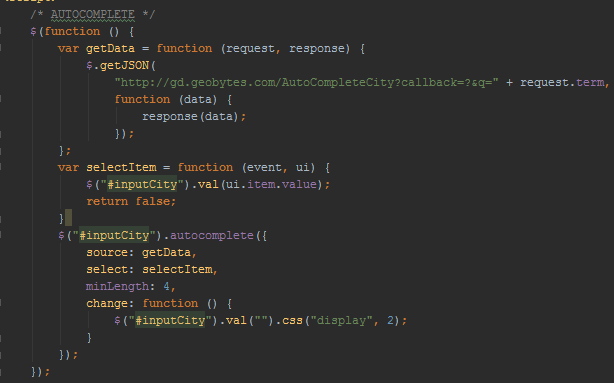 /* AUTOCOMPLETE */
$(function () {
    var getData = function (request, response) {
        $.getJSON(
            "http://gd.geobytes.com/AutoCompleteCity?callback=?&q=" + request.term,
            function (data) {
                response(data);
            });
    };
    var selectItem = function (event, ui) {
        $("#inputCity").val(ui.item.value);
        return false;
    }
    $("#inputCity").autocomplete({
        source: getData,
        select: selectItem,
        minLength: 4,
        change: function () {
            $("#inputCity").val("").css("display", 2);
        }
    });
});